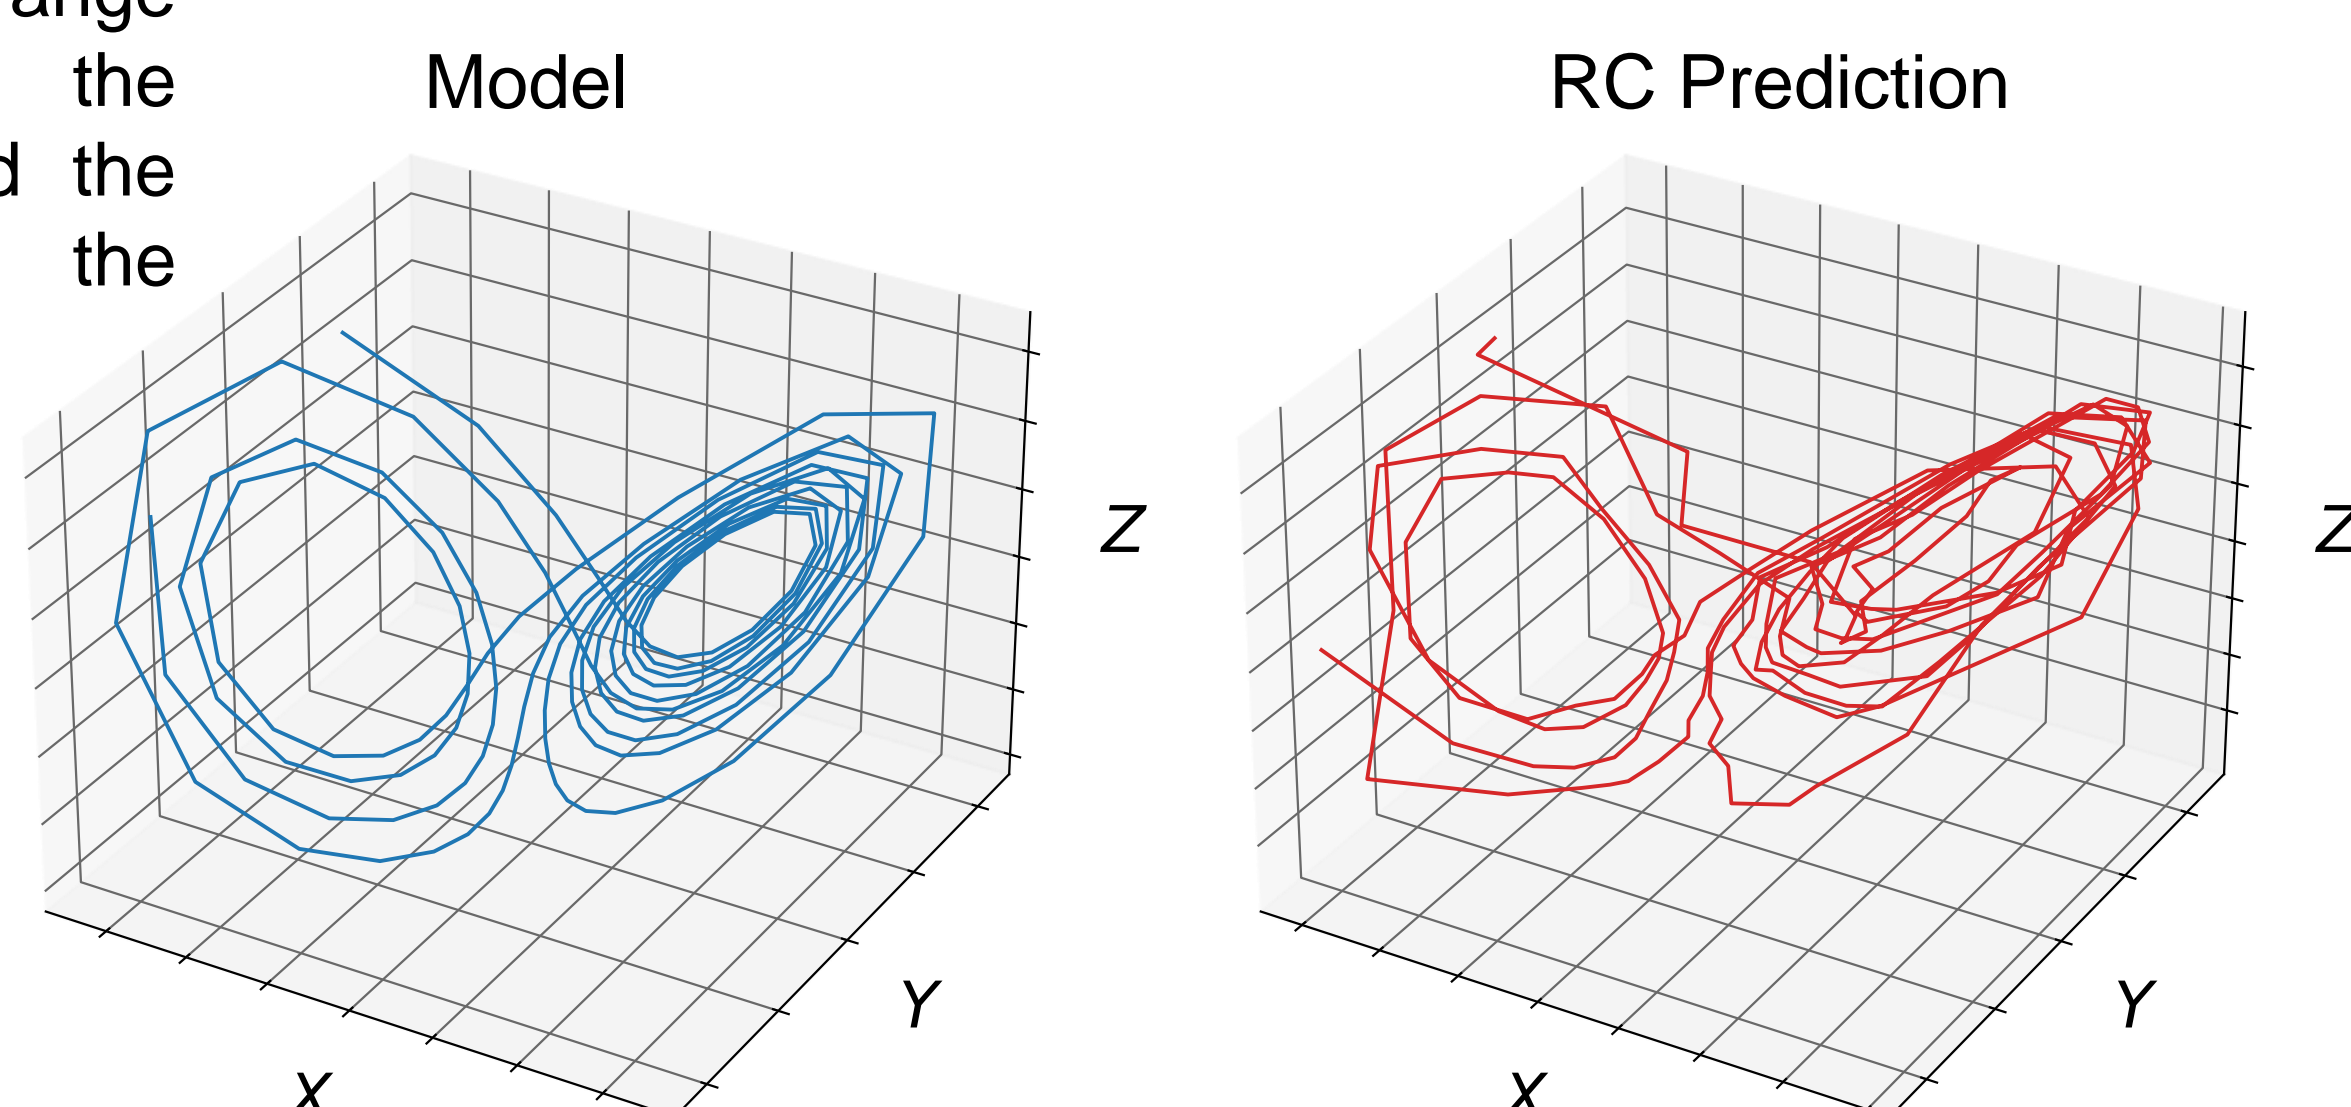 the
d the
the
Model
RC Prediction
Z
Y
X
Z
Y
X